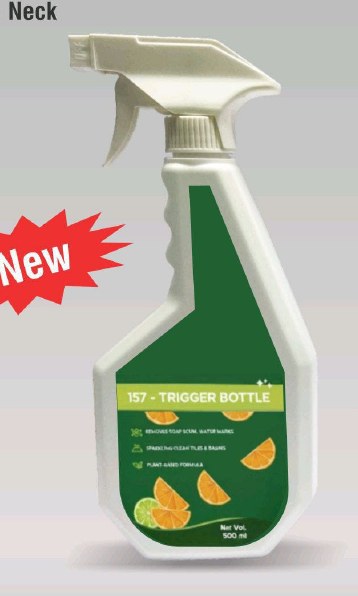 Neck
New
157 - TRIGGER BOTTLE
REMOVES SOAP SCUM, WATER MARKS
SPARKLING CLEAN TILES & BASINS
PLANT-BASED FORMULA
Net Vol.
500 ml